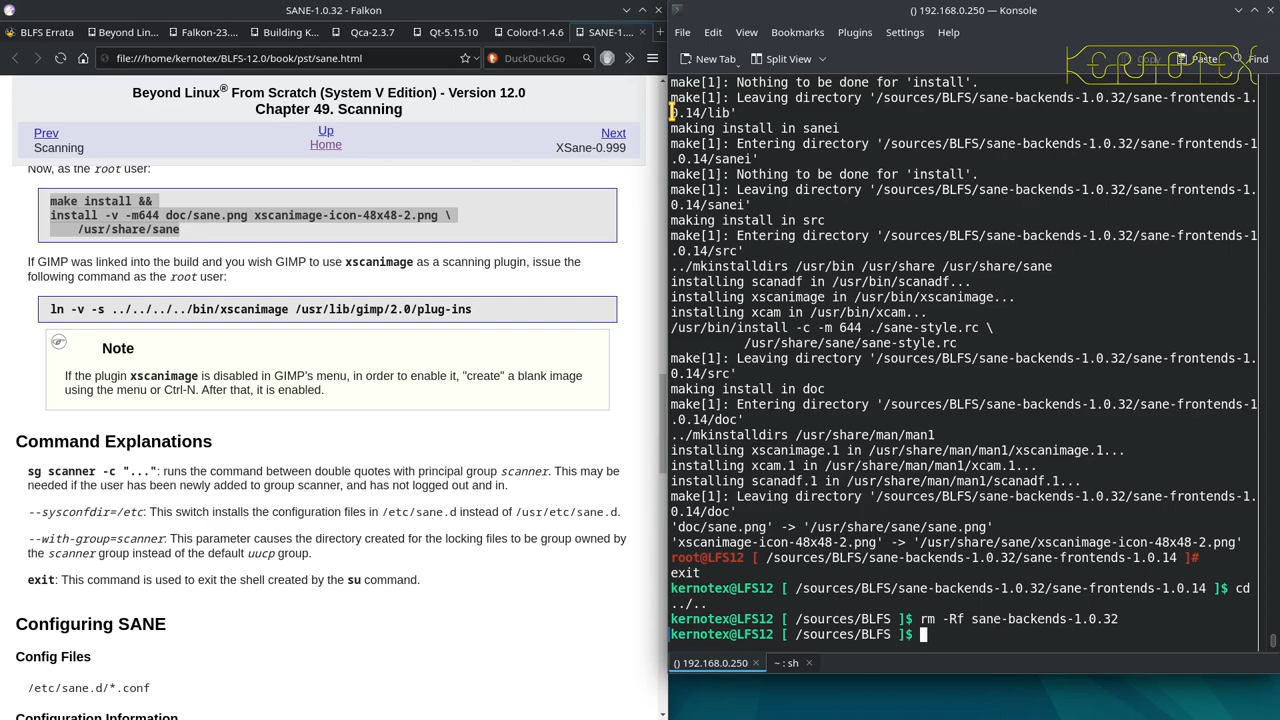 SANE-1.0.32 - Falkon
BLFS Errata
Beyond Lin...
Falkon-23....
Building K...
Qca-2.3.7
Qt-5.15.10
Colord-1.4.6
SANE-1....
file:///home/kernotex/BLFS-12.0/book/pst/sane.html
DuckDuckGo
Beyond Linux® From Scratch (System V Edition) - Version 12.0
Chapter 49. Scanning
Prev
Up
Next
Scanning
Home
XSane-0.999
Now, as the root user:
make install &&
install -v -m644 doc/sane.png xscanimage-icon-48x48-2.png \
/usr/share/sane
If GIMP was linked into the build and you wish GIMP to use xscanimage as a scanning plugin, issue the
following command as the root user:
ln -v -s ../../../../bin/xscanimage /usr/lib/gimp/2.0/plug-ins
Note
If the plugin xscanimage is disabled in GIMP's menu, in order to enable it, "create" a blank image
using the menu or Ctrl-N. After that, it is enabled.
Command Explanations
sg scanner -c "...": runs the command between double quotes with principal group scanner. This may be
needed if the user has been newly added to group scanner, and has not logged out and in.
--sysconfdir=/etc: This switch installs the configuration files in /etc/sane.d instead of /usr/etc/sane.d.
--with-group=scanner: This parameter causes the directory created for the locking files to be group owned by
the scanner group instead of the default uucp group.
exit: This command is used to exit the shell created by the su command.
Configuring SANE
Config Files
/etc/sane.d/*.conf
Configuration Information
() 192.168.0.250 — Konsole
File Edit View Bookmarks Plugins Settings Help
New Tab
Split View
Copy
Paste
Find
KERNOTEX
make[1]: Nothing to be done for 'install'.
make[1]: Leaving directory '/sources/BLFS/sane-backends-1.0.32/sane-frontends-1.
0.14/lib'
making install in sanei
make[1]: Entering directory '/sources/BLFS/sane-backends-1.0.32/sane-frontends-1
.0.14/sanei'
make[1]: Nothing to be done for 'install'.
make[1]: Leaving directory '/sources/BLFS/sane-backends-1.0.32/sane-frontends-1.
0.14/sanei'
making install in src
make[1]: Entering directory '/sources/BLFS/sane-backends-1.0.32/sane-frontends-1
.0.14/src'
../mkinstalldirs /usr/bin /usr/share /usr/share/sane
installing scanadf in /usr/bin/scanadf...
installing xscanimage in /usr/bin/xscanimage...
installing xcam in /usr/bin/xcam...
/usr/bin/install -c -m 644 ./sane-style.rc \
/usr/share/sane/sane-style.rc
make[1]: Leaving directory '/sources/BLFS/sane-backends-1.0.32/sane-frontends-1.
0.14/src'
making install in doc
make[1]: Entering directory '/sources/BLFS/sane-backends-1.0.32/sane-frontends-1
.0.14/doc'
../mkinstalldirs /usr/share/man/man1
installing xscanimage.1 in /usr/share/man/man1/xscanimage.1...
installing xcam.1 in /usr/share/man/man1/xcam.1...
installing scanadf.1 in /usr/share/man/man1/scanadf.1...
make[1]: Leaving directory '/sources/BLFS/sane-backends-1.0.32/sane-frontends-1.
0.14/doc'
'doc/sane.png' -> '/usr/share/sane/sane.png'
'xscanimage-icon-48x48-2.png' -> '/usr/share/sane/xscanimage-icon-48x48-2.png'
root@LFS12 [ /sources/BLFS/sane-backends-1.0.32/sane-frontends-1.0.14 ]#
exit
kernotex@LFS12 [ /sources/BLFS/sane-backends-1.0.32/sane-frontends-1.0.14 ]$ cd
../..
kernotex@LFS12 [ /sources/BLFS ]$ rm -Rf sane-backends-1.0.32
kernotex@LFS12 [ /sources/BLFS ]$
() 192.168.0.250
~ : sh